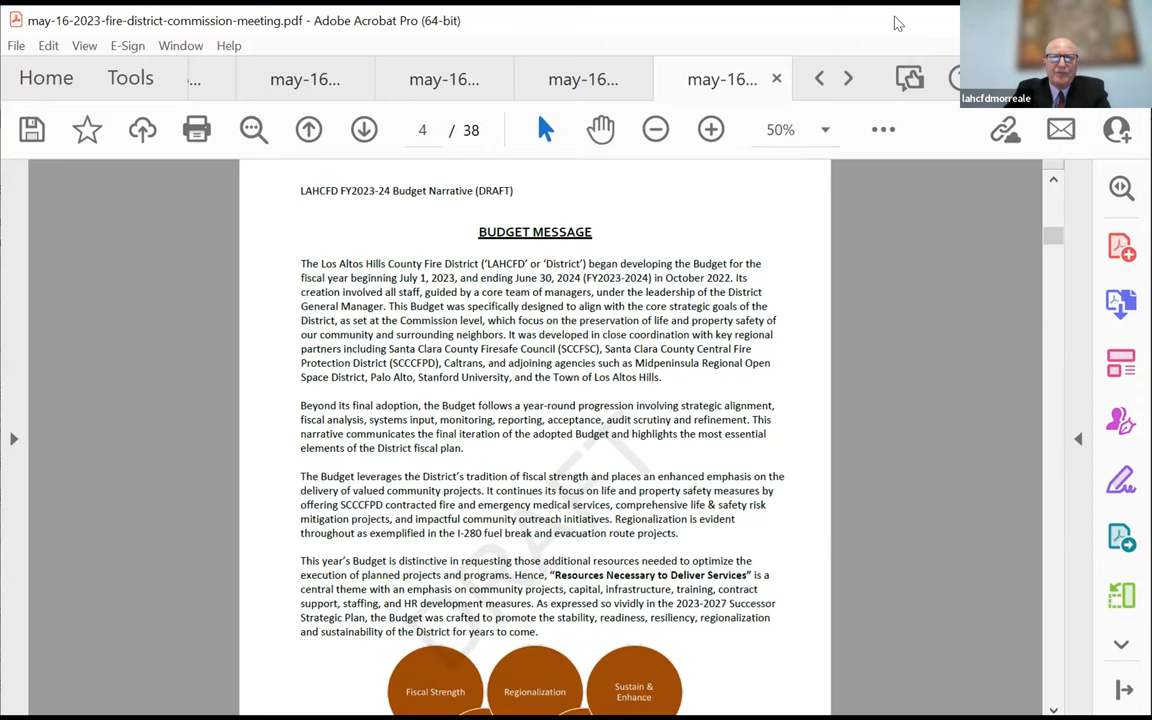 may-16-2023-fire-district-commission-meeting.pdf - Adobe Acrobat Pro (64-bit)
lahcfdmorreale
File Edit View E-Sign Window Help
Home Tools ... may-16... may-16... may-16... may-16...
4 / 38 50%
LAHCFD FY2023-24 Budget Narrative (DRAFT)
BUDGET MESSAGE
The Los Altos Hills County Fire District ('LAHCFD' or 'District') began developing the Budget for the
fiscal year beginning July 1, 2023, and ending June 30, 2024 (FY2023-2024) in October 2022. Its
creation involved all staff, guided by a core team of managers, under the leadership of the District
General Manager. This Budget was specifically designed to align with the core strategic goals of the
District, as set at the Commission level, which focus on the preservation of life and property safety of
our community and surrounding neighbors. It was developed in close coordination with key regional
partners including Santa Clara County Firesafe Council (SCCFSC), Santa Clara County Central Fire
Protection District (SCCCFPD), Caltrans, and adjoining agencies such as Midpeninsula Regional Open
Space District, Palo Alto, Stanford University, and the Town of Los Altos Hills.
Beyond its final adoption, the Budget follows a year-round progression involving strategic alignment,
fiscal analysis, systems input, monitoring, reporting, acceptance, audit scrutiny and refinement. This
narrative communicates the final iteration of the adopted Budget and highlights the most essential
elements of the District fiscal plan.
The Budget leverages the District's tradition of fiscal strength and places an enhanced emphasis on the
delivery of valued community projects. It continues its focus on life and property safety measures by
offering SCCCFPD contracted fire and emergency medical services, comprehensive life & safety risk
mitigation projects, and impactful community outreach initiatives. Regionalization is evident
throughout as exemplified in the I-280 fuel break and evacuation route projects.
This year's Budget is distinctive in requesting those additional resources needed to optimize the
execution of planned projects and programs. Hence, "Resources Necessary to Deliver Services" is a
central theme with an emphasis on community projects, capital, infrastructure, training, contract
support, staffing, and HR development measures. As expressed so vividly in the 2023-2027 Successor
Strategic Plan, the Budget was crafted to promote the stability, readiness, resiliency, regionalization
and sustainability of the District for years to come.
DRAFT
Fiscal Strength Regionalization Sustain &
Enhance